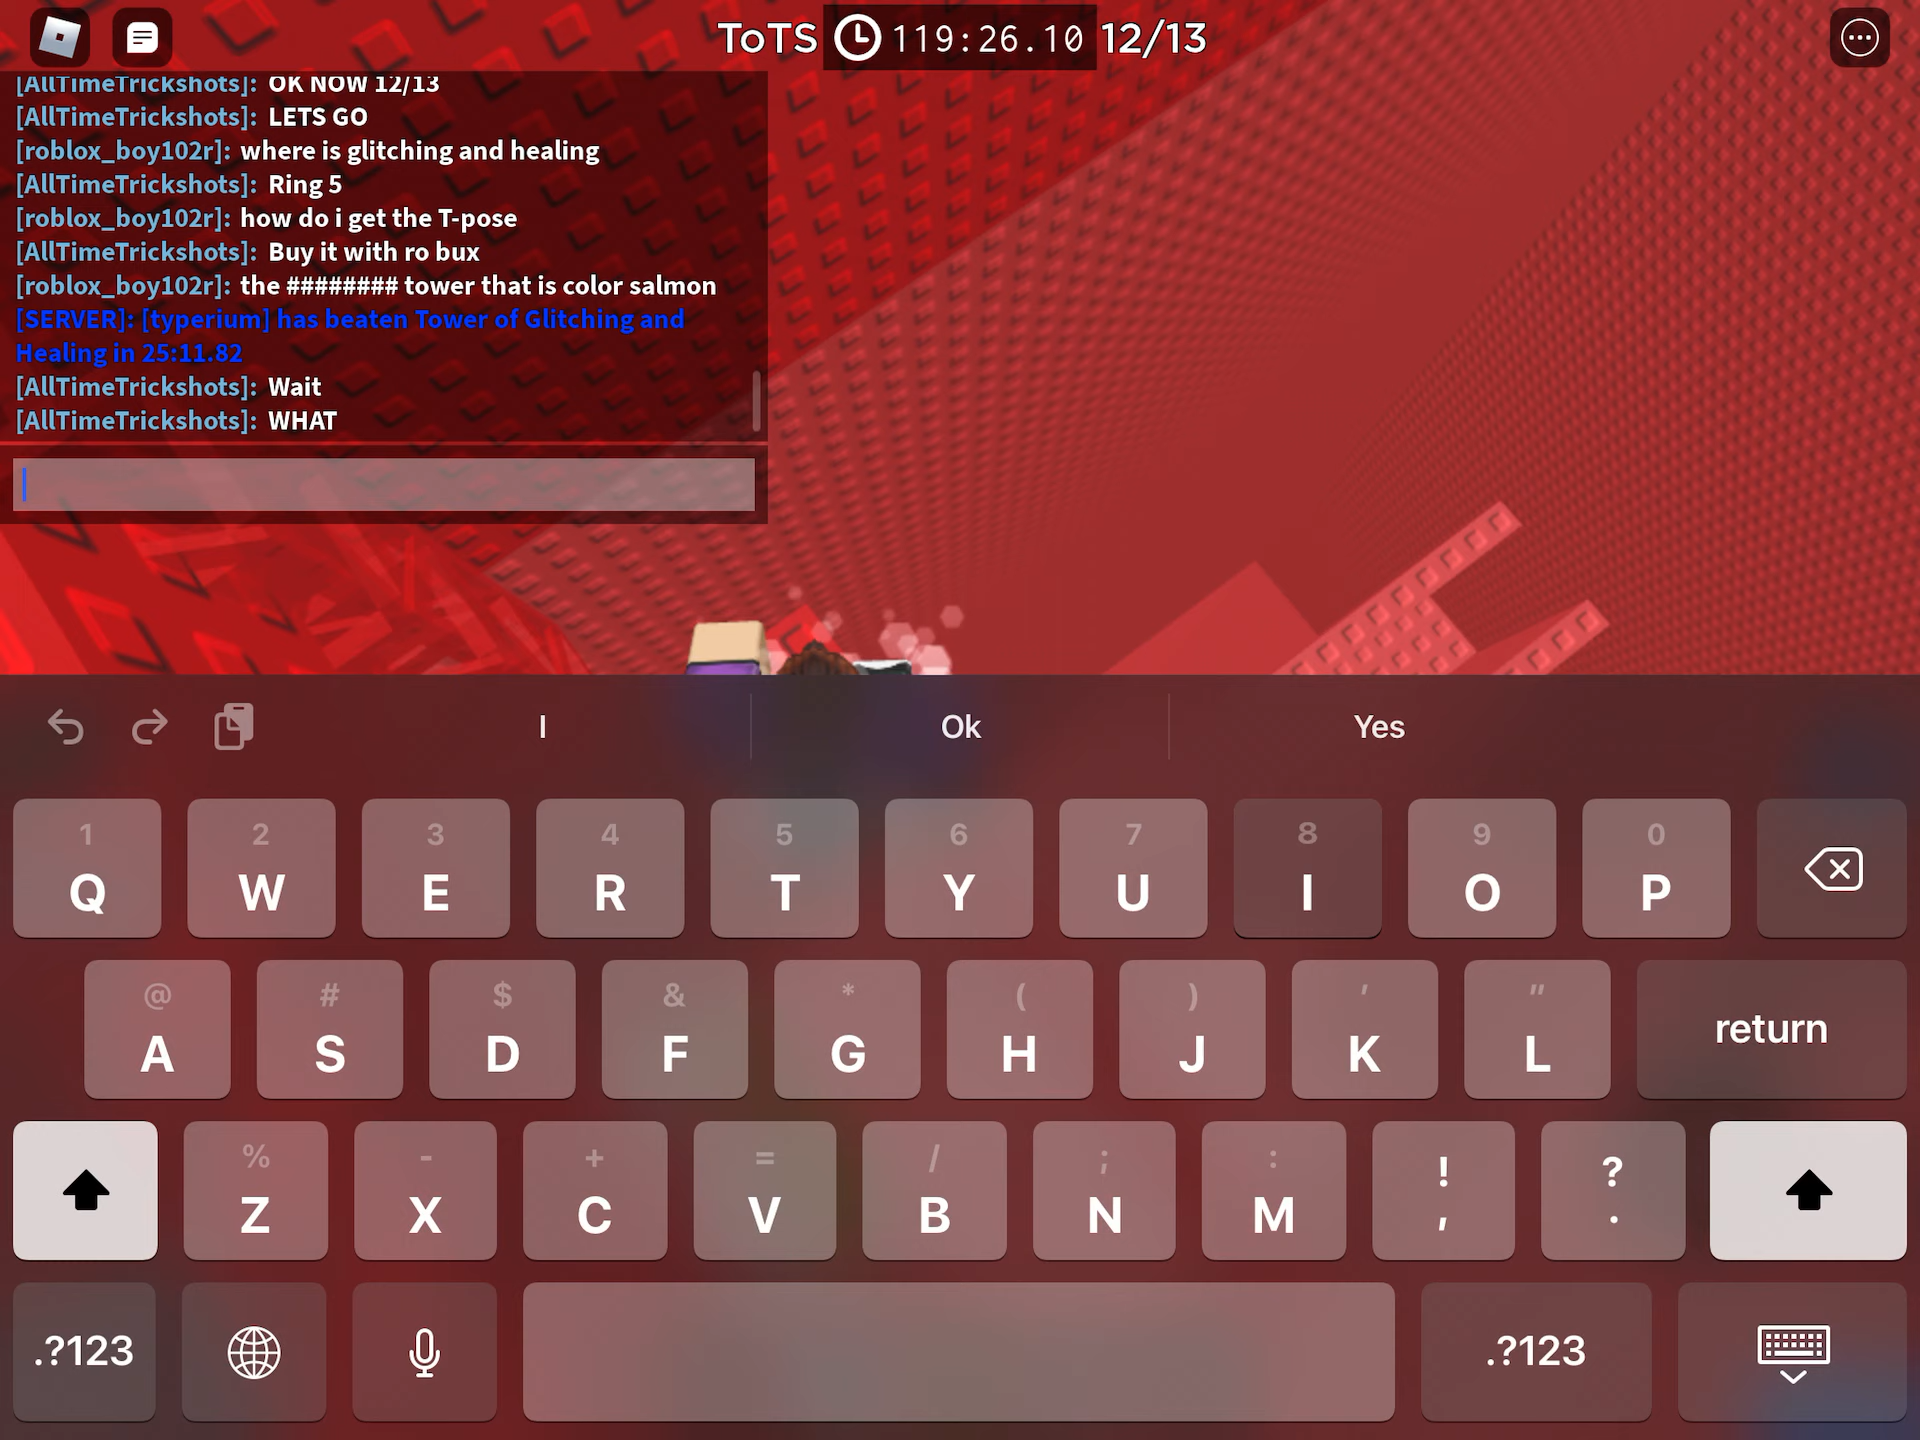 ToTS 119:26.10 12/13
[AllTimeTrickshots]: OK NOW 12/13
[AllTimeTrickshots]: LETS GO
[roblox_boy102r]: where is glitching and healing
[AllTimeTrickshots]: Ring 5
[roblox_boy102r]: how do i get the T-pose
[AllTimeTrickshots]: Buy it with ro bux
[roblox_boy102r]: the ######## tower that is color salmon
[SERVER]: [typerium] has beaten Tower of Glitching and
Healing in 25:11.82
[AllTimeTrickshots]: Wait
[AllTimeTrickshots]: WHAT
I Ok Yes
1 2 3 4 5 6 7 8 9 0
Q W E R T Y U I O P
@ # $ & * ( ) ' "
A S D F G H J K L return
% - + = / ; : ! ?
Z X C V B N M , .
.?123 .?123